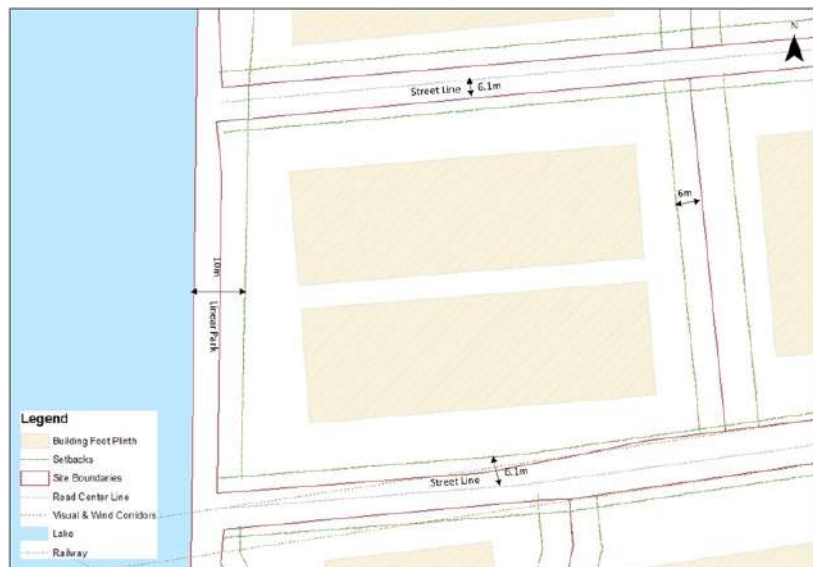 N
Street Line 6.1m
6m
10m
Linear Park
Street Line 6.1m
Legend
Building Foot Plinth
Setbacks
Site Boundaries
Road Center Line
Visual & Wind Corridors
Lake
Railway